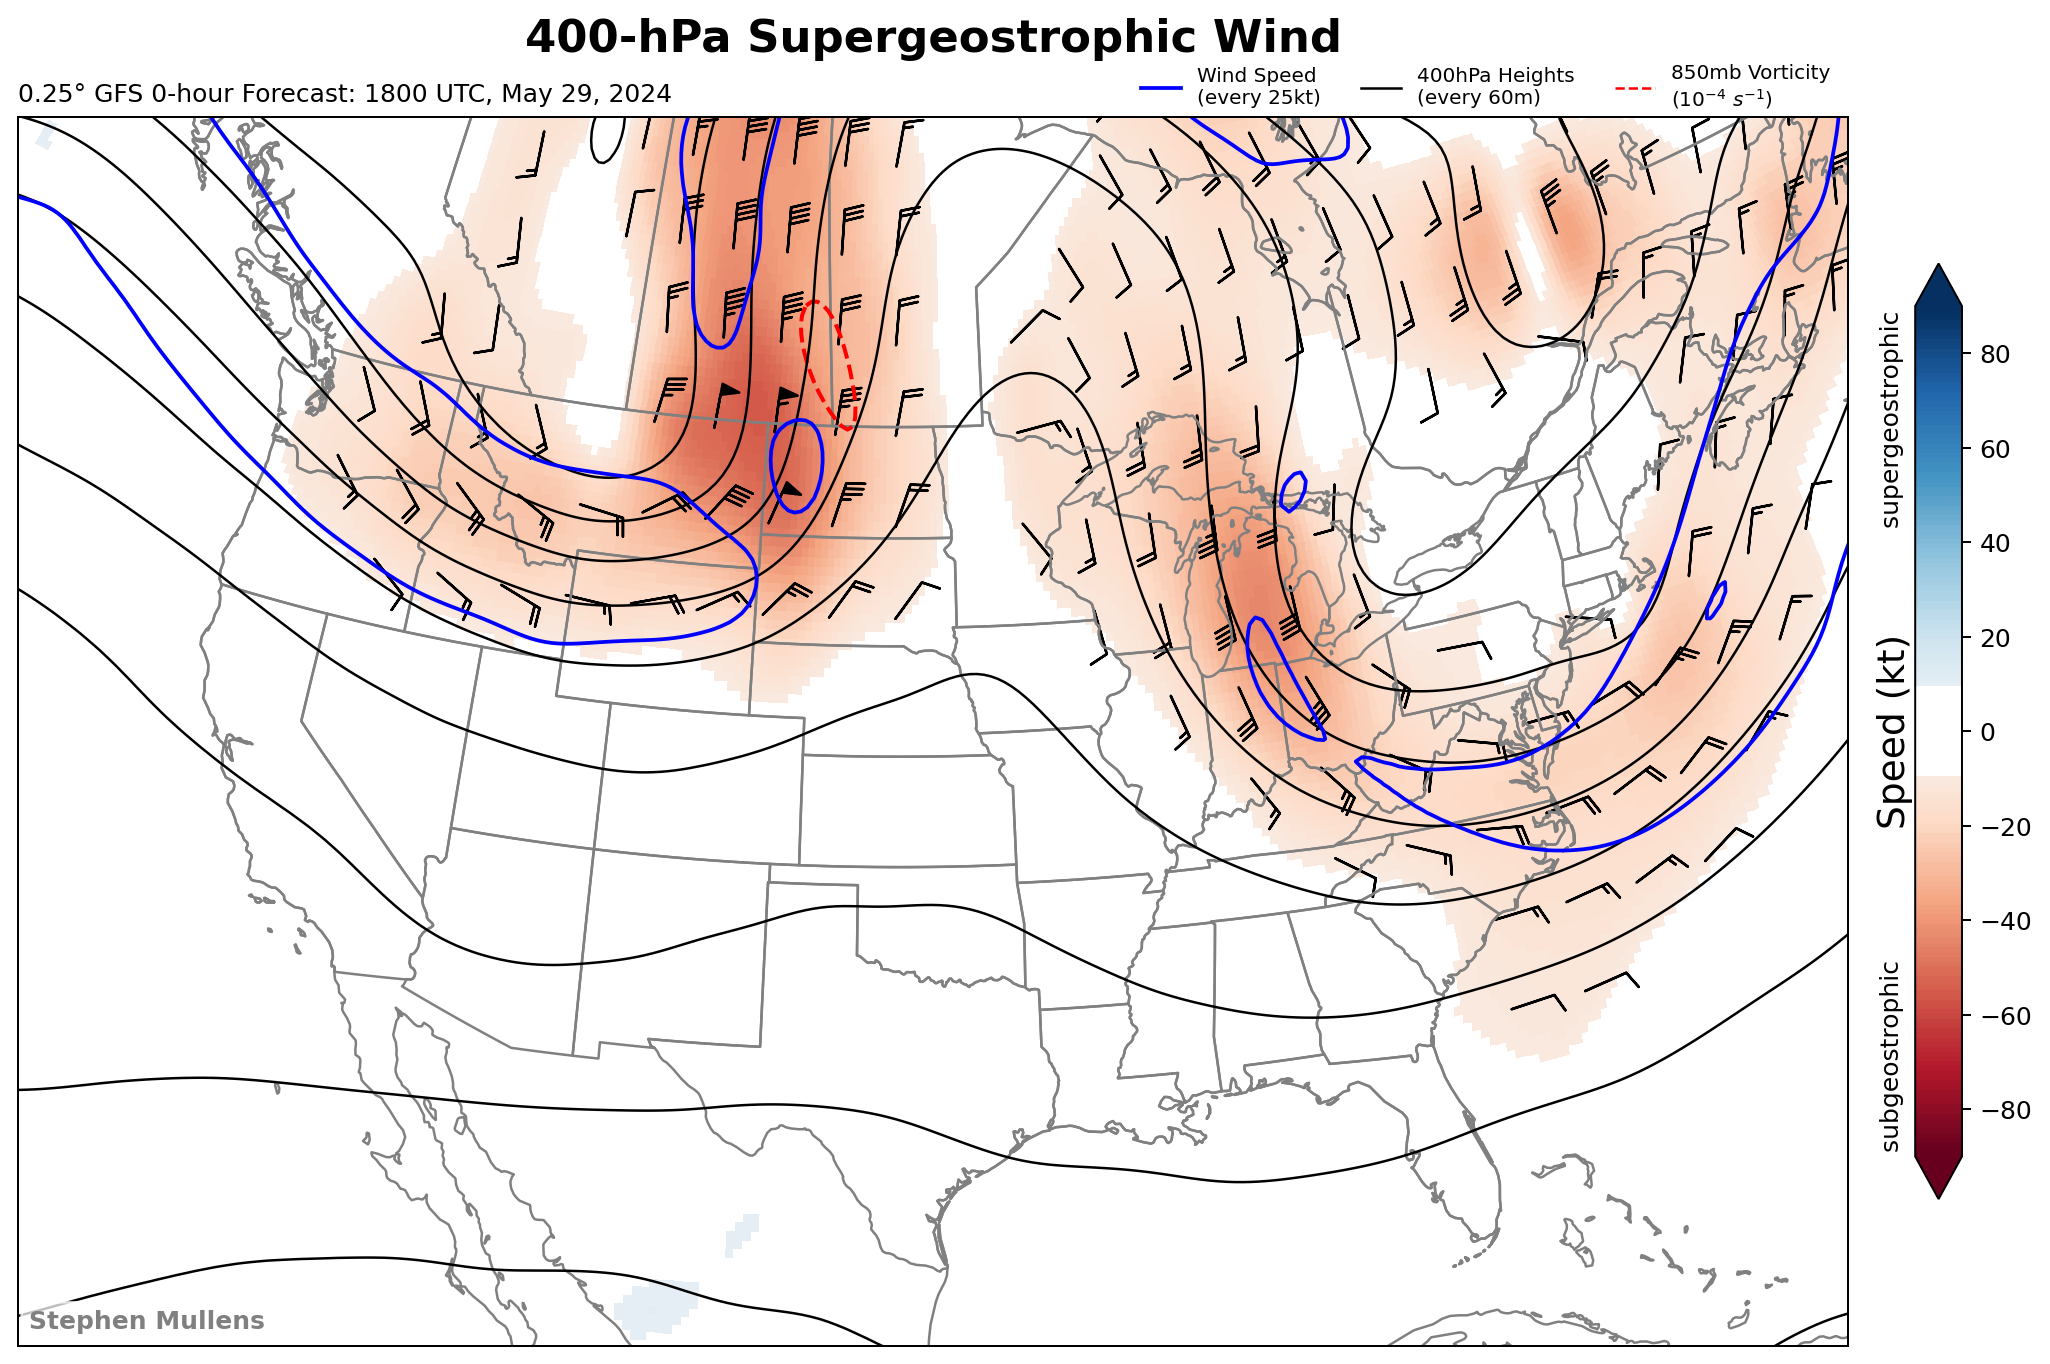 400-hPa Supergeostrophic Wind
0.25° GFS 0-hour Forecast: 1800 UTC, May 29, 2024
Wind Speed
(every 25kt)
400hPa Heights
(every 60m)
850mb Vorticity
(10⁻⁴ s⁻¹)
supergeostrophic
Speed (kt)
subgeostrophic
80
60
40
20
0
−20
−40
−60
−80
Stephen Mullens